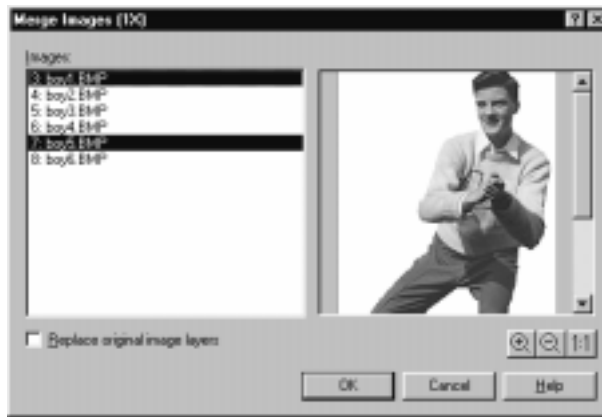 Merge Images (1X)
Images:
3: boy1.BMP
4: boy2.BMP
5: boy3.BMP
6: boy4.BMP
7: boy5.BMP
8: boy6.BMP
Replace original image layers
1:1
OK Cancel Help